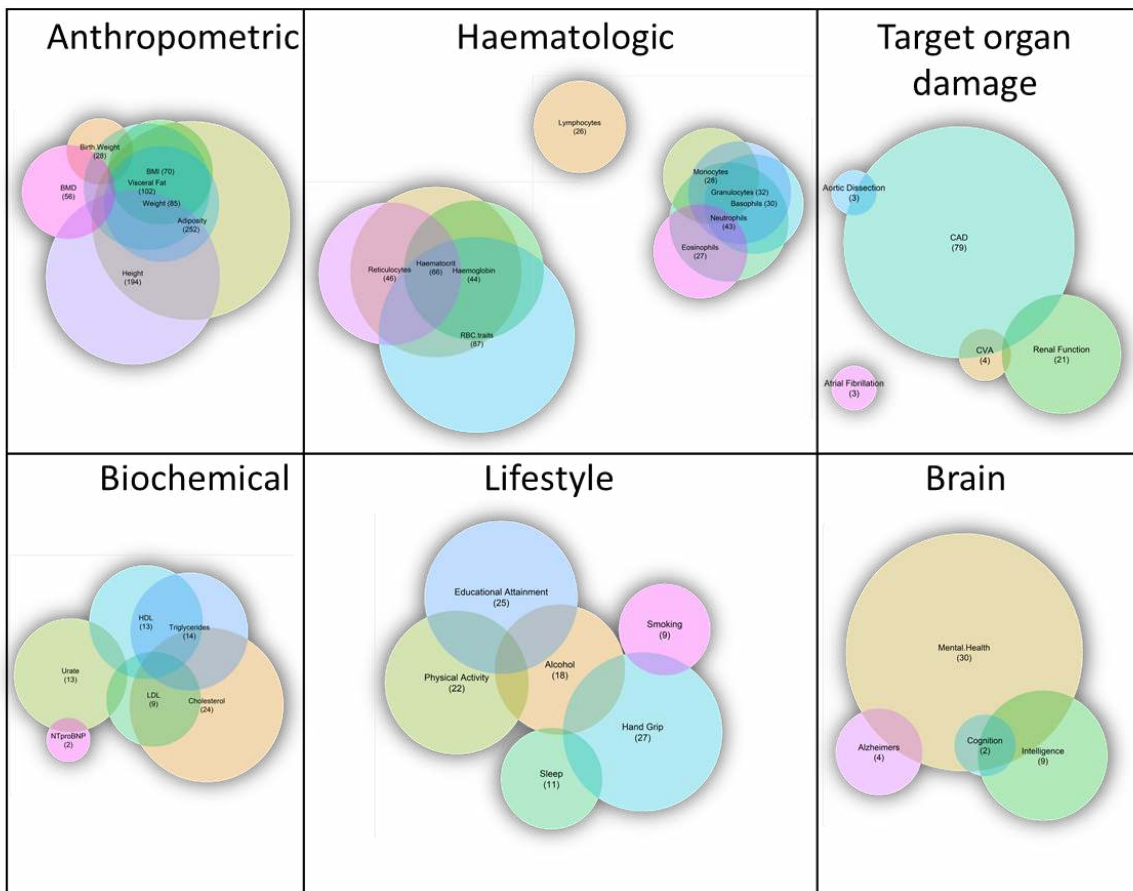 Anthropometric
Birth.Weight
(28)
BMD
(56)
BMI (70)
Visceral Fat
(102)
Weight (85)
Adiposity
(252)
Height
(194)
Haematologic
Lymphocytes
(26)
Monocytes
(28)
Granulocytes (32)
Basophils (30)
Neutrophils
(43)
Eosinophils
(27)
Reticulocytes
(46)
Haematocrit
(66)
Haemoglobin
(44)
RBC.traits
(87)
Target organ
damage
Aortic Dissection
(3)
CAD
(79)
CVA
(4)
Renal Function
(21)
Atrial Fibrillation
(3)
Biochemical
HDL
(13)
Triglycerides
(14)
Urate
(13)
LDL
(9)
Cholesterol
(24)
NTproBNP
(2)
Lifestyle
Educational Attainment
(25)
Smoking
(9)
Physical Activity
(22)
Alcohol
(18)
Hand Grip
(27)
Sleep
(11)
Brain
Mental.Health
(30)
Alzheimers
(4)
Cognition
(2)
Intelligence
(9)